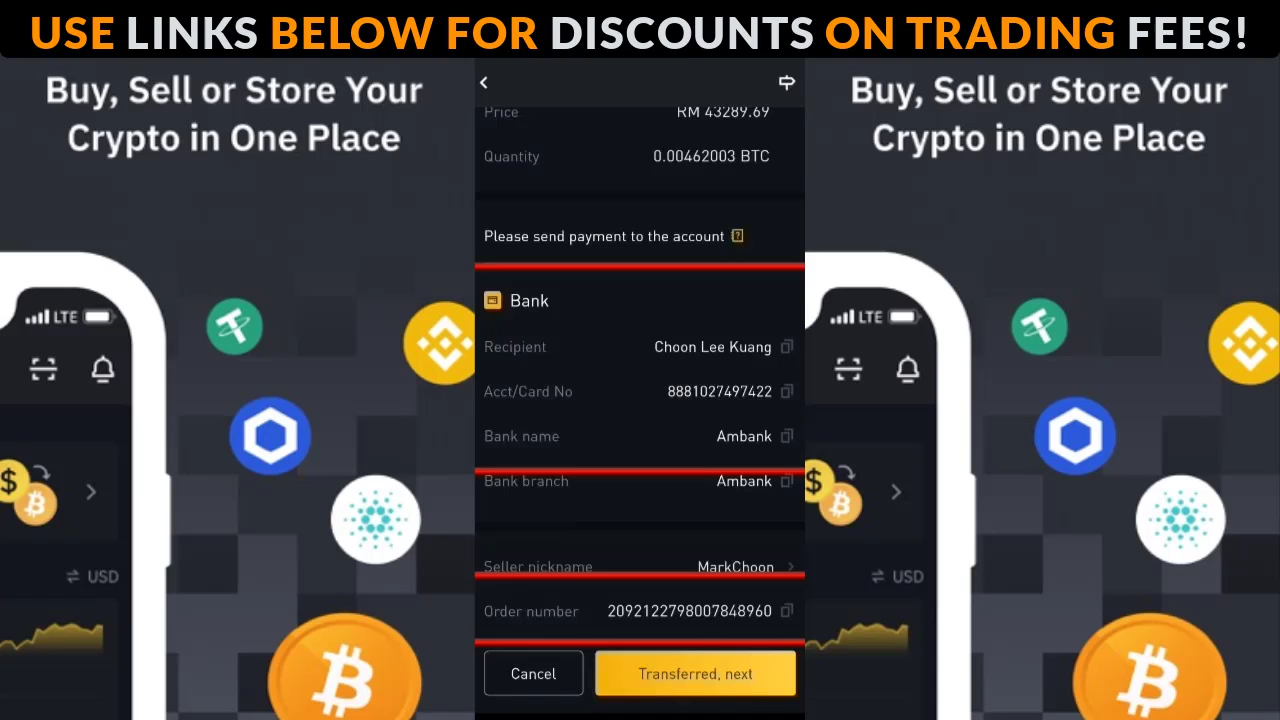 USE LINKS BELOW FOR DISCOUNTS ON TRADING FEES!
Buy, Sell or Store Your
Crypto in One Place
LTE
$
USD
Price RM 43289.69
Quantity 0.00462003 BTC
Please send payment to the account
Bank
Recipient Choon Lee Kuang
Acct/Card No 8881027497422
Bank name Ambank
Bank branch Ambank
Seller nickname MarkChoon
Order number 2092122798007848960
Cancel Transferred, next
Buy, Sell or Store Your
Crypto in One Place
LTE
$
USD